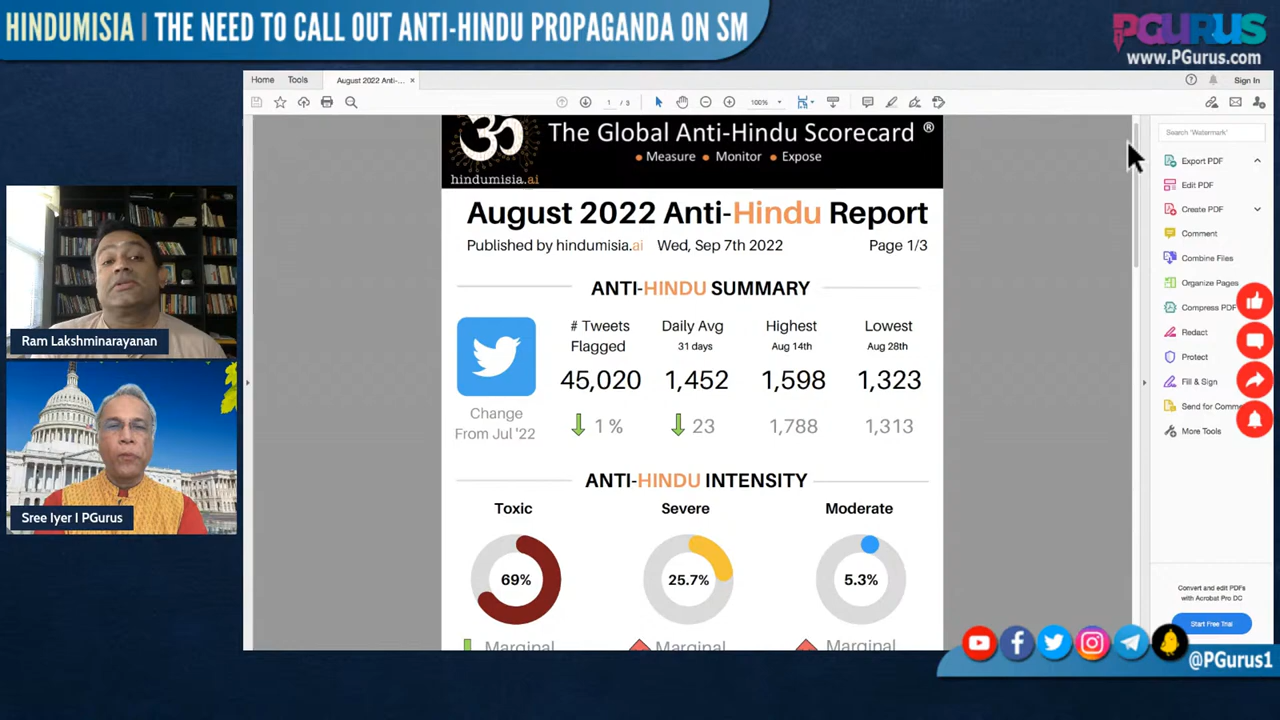 HINDUMISIA | THE NEED TO CALL OUT ANTI-HINDU PROPAGANDA ON SM
PGURUS
www.PGurus.com
Home Tools August 2022 Anti-... × Sign In
1 / 3 100%
Search 'Watermark'
Export PDF
Edit PDF
Create PDF
Comment
Combine Files
Organize Pages
Compress PDF
Redact
Protect
Fill & Sign
Send for Comme
More Tools
Convert and edit PDFs
with Acrobat Pro DC
Start Free Trial
ॐ
hindumisia.ai
The Global Anti-Hindu Scorecard ®
• Measure • Monitor • Expose
August 2022 Anti-Hindu Report
Published by hindumisia.ai Wed, Sep 7th 2022 Page 1/3
ANTI-HINDU SUMMARY
# Tweets Flagged
Daily Avg
31 days
Highest
Aug 14th
Lowest
Aug 28th
45,020 1,452 1,598 1,323
Change
From Jul '22
1 % 23 1,788 1,313
ANTI-HINDU INTENSITY
Toxic Severe Moderate
69% 25.7% 5.3%
Marginal Marginal Marginal
Ram Lakshminarayanan
Sree Iyer I PGurus
@PGurus1